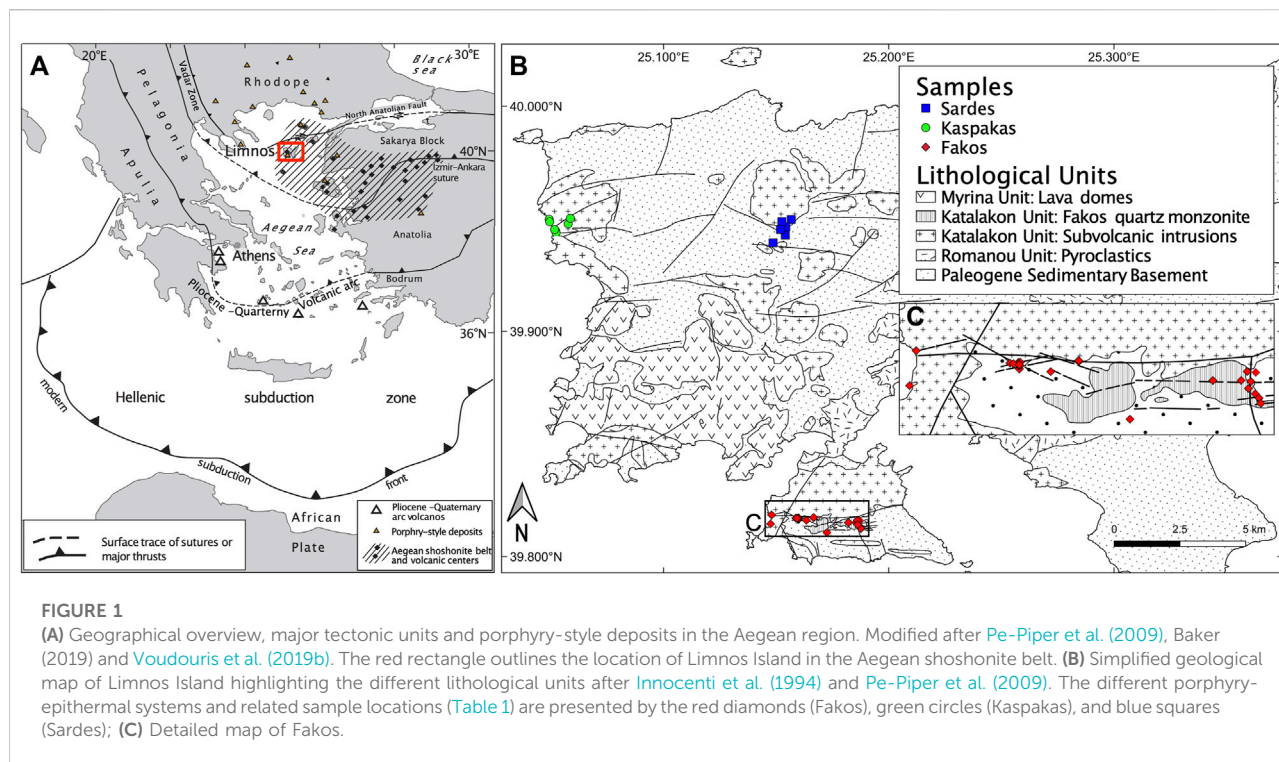 A
20°E
30°E
Black
sea
Rhodope
Vadar Zone
Pelagonia
Apulia
North Anatolian Fault
Limnos
Sakarya Block
40°N
Izmir-Ankara
suture
Aegean
Sea
Anatolia
Athens
Bodrum
Pliocene
-Quarterny
Volcanic arc
36°N
modern
Hellenic
subduction
zone
subduction
front
African
Plate
Surface trace of sutures or
major thrusts
Pliocene -Quaternary
arc volcanos
Porphry-style deposits
Aegean shoshonite belt
and volcanic centers
B
25.100
25.200
25.300
40.000°N
39.900°N
39.800°N
Samples
Sardes
Kaspakas
Fakos
Lithological Units
Myrina Unit: Lava domes
Katalakon Unit: Fakos quartz monzonite
Katalakon Unit: Subvolcanic intrusions
Romanou Unit: Pyroclastics
Paleogene Sedimentary Basement
C
C
N
0 2.5 5 km
FIGURE 1
(A) Geographical overview, major tectonic units and porphyry-style deposits in the Aegean region. Modified after Pe-Piper et al. (2009), Baker
(2019) and Voudouris et al. (2019b). The red rectangle outlines the location of Limnos Island in the Aegean shoshonite belt. (B) Simplified geological
map of Limnos Island highlighting the different lithological units after Innocenti et al. (1994) and Pe-Piper et al. (2009). The different porphyry-
epithermal systems and related sample locations (Table 1) are presented by the red diamonds (Fakos), green circles (Kaspakas), and blue squares
(Sardes); (C) Detailed map of Fakos.